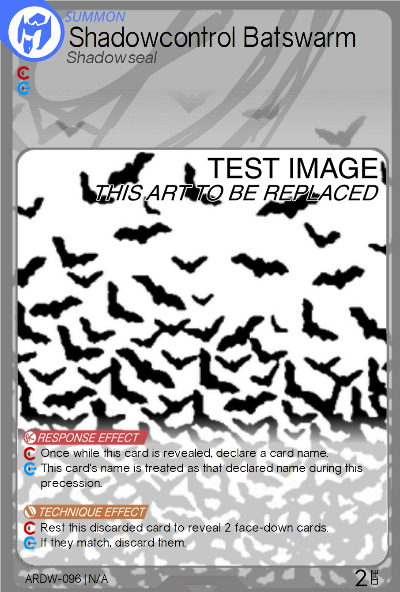 SUMMON
Shadowcontrol Batswarm
Shadowseal
TEST IMAGE
THIS ART TO BE REPLACED
RESPONSE EFFECT
Once while this card is revealed, declare a card name.
This card's name is treated as that declared name during this
precession.
TECHNIQUE EFFECT
Rest this discarded card to reveal 2 face-down cards.
If they match, discard them.
ARDW-096 | N/A
2